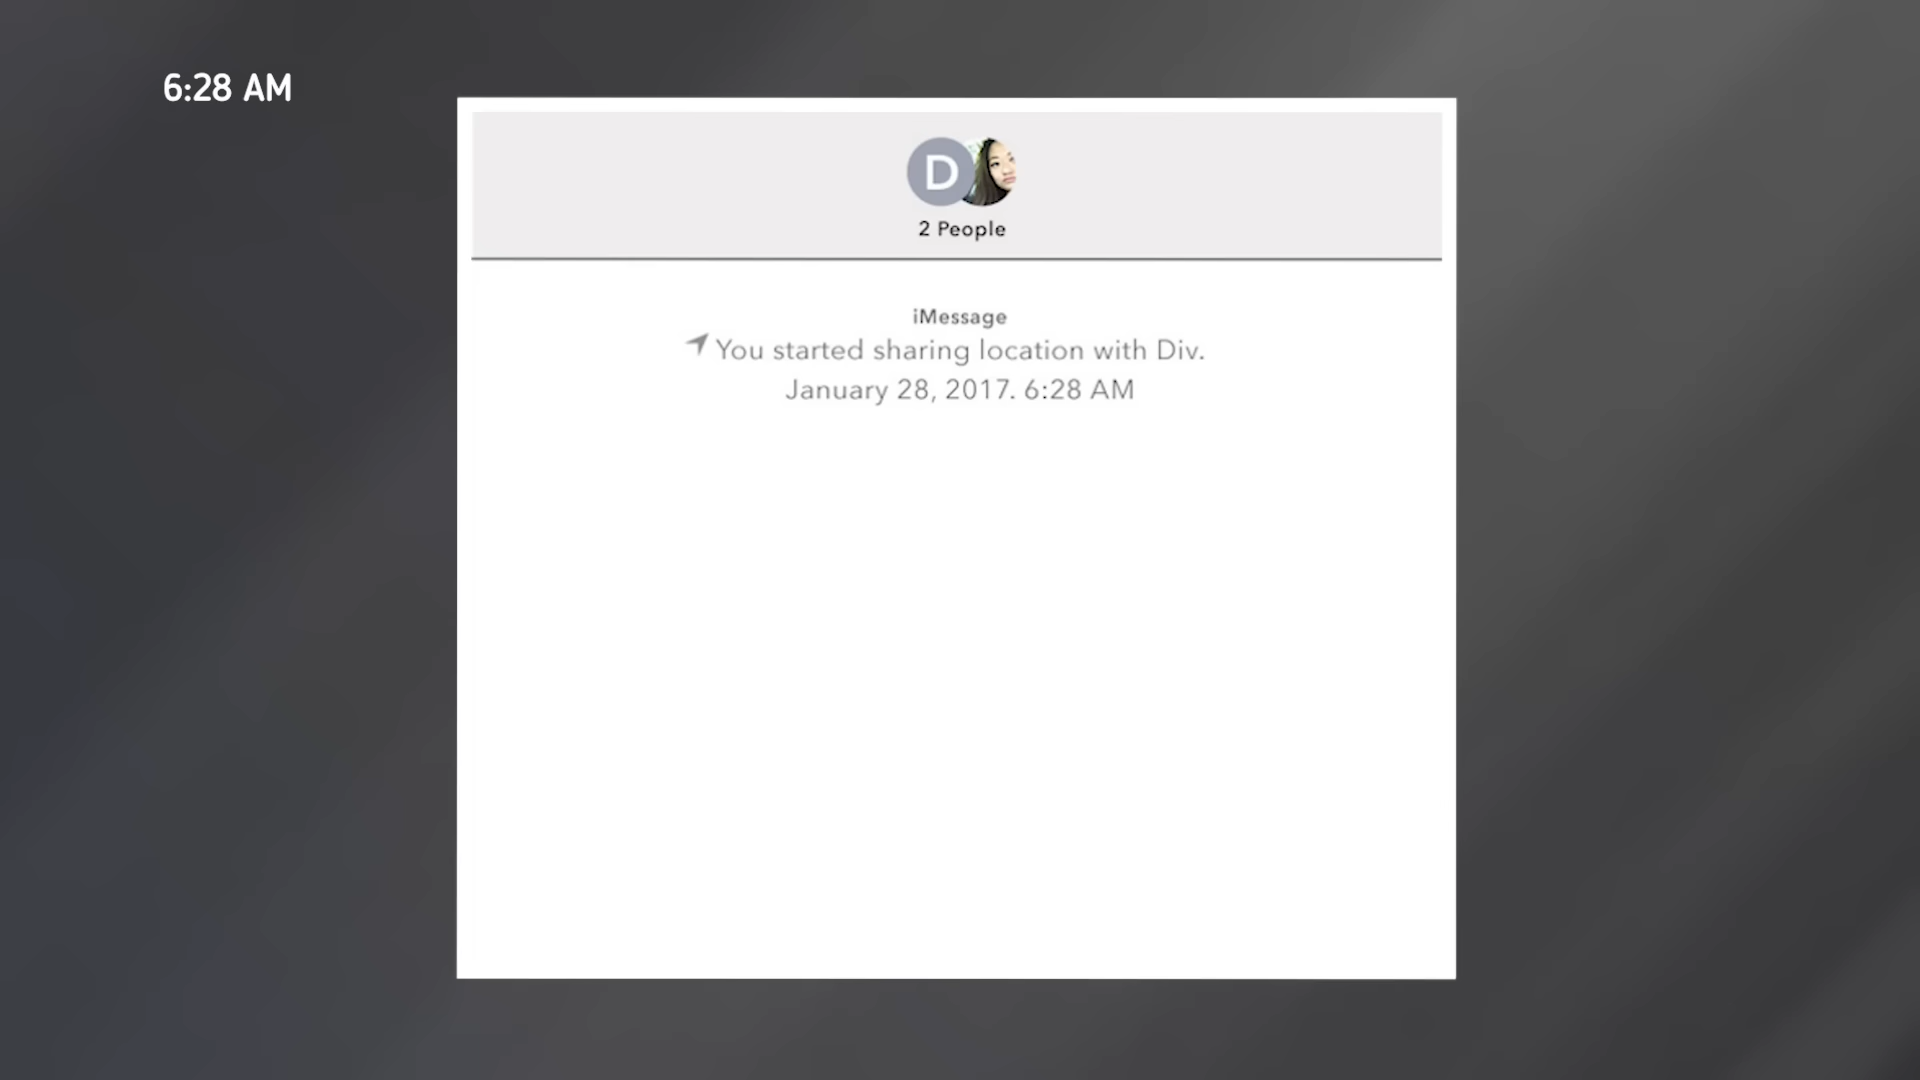 6:28 AM
D
2 People
iMessage
You started sharing location with Div.
January 28, 2017. 6:28 AM